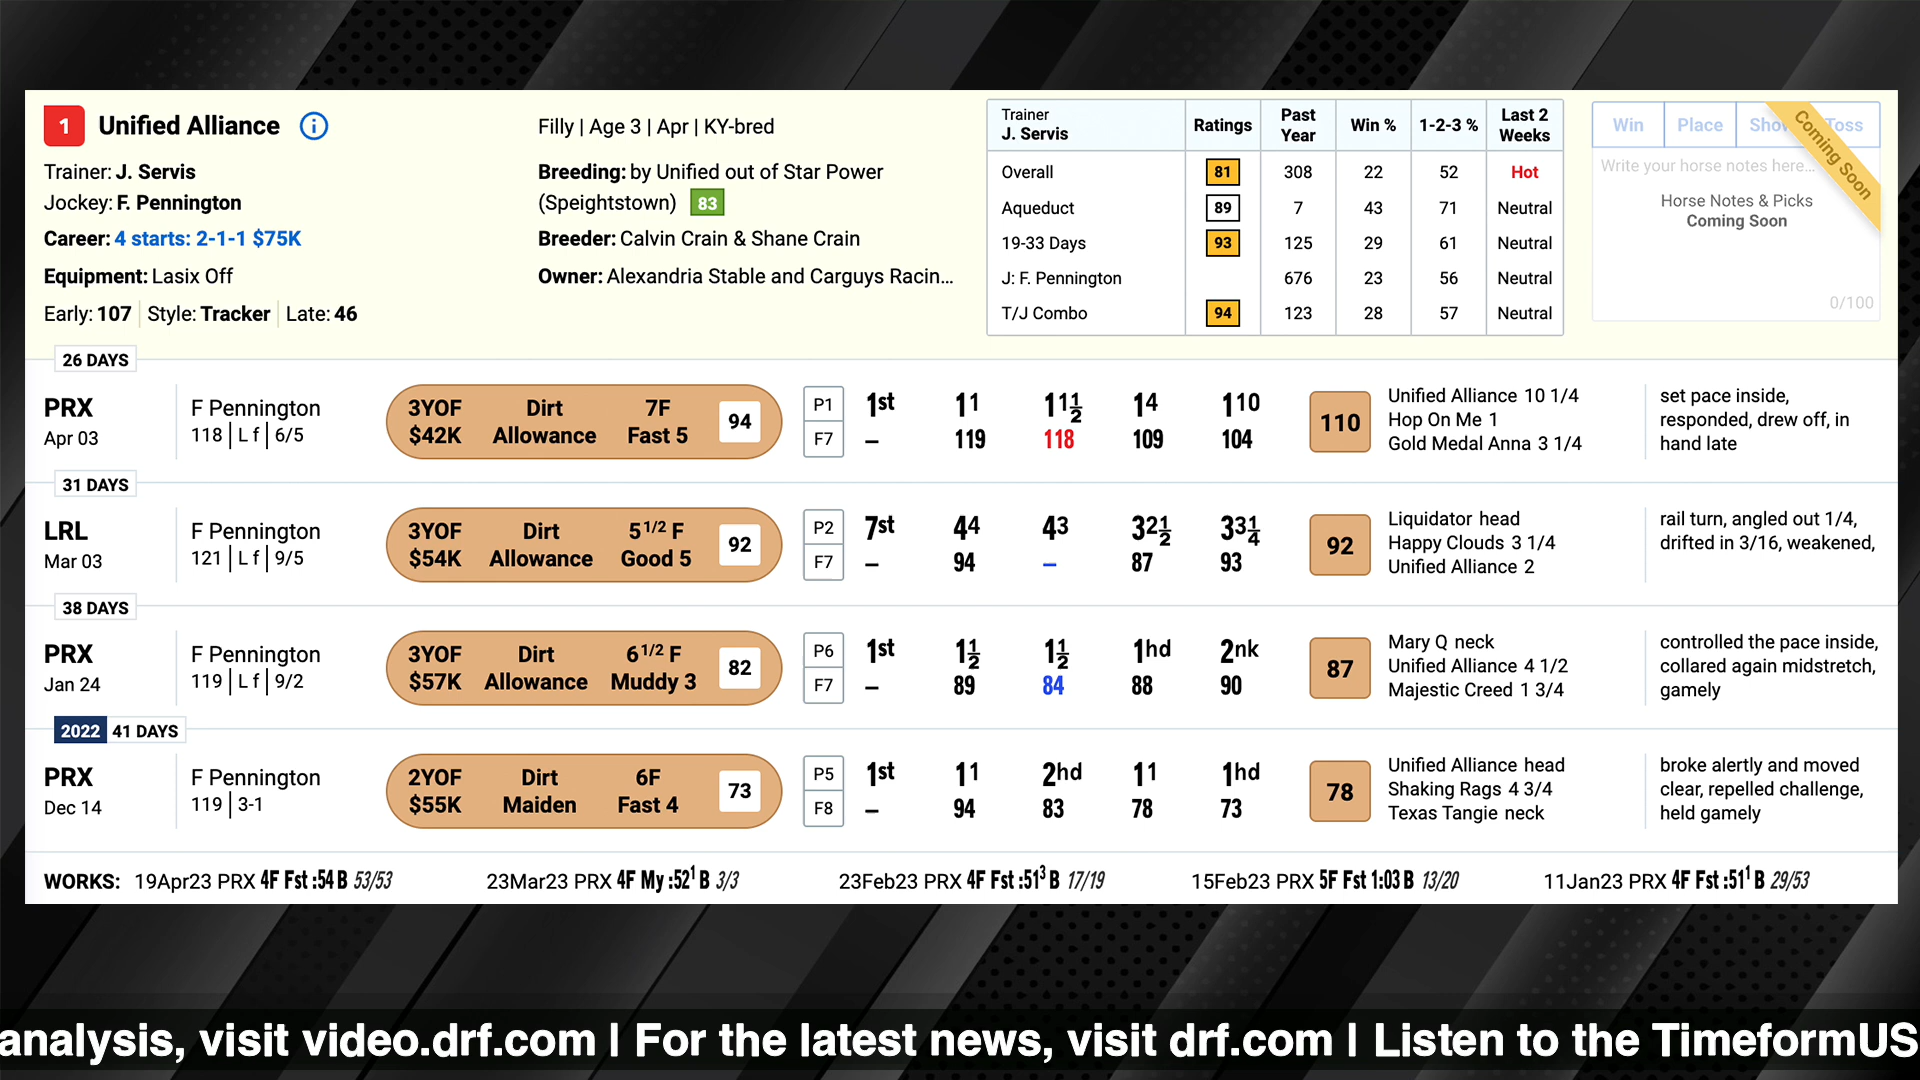 1 Unified Alliance i
Filly | Age 3 | Apr | KY-bred
Trainer: J. Servis
Jockey: F. Pennington
Career: 4 starts: 2-1-1 $75K
Equipment: Lasix Off
Early: 107 | Style: Tracker | Late: 46
Breeding: by Unified out of Star Power
(Speightstown) 83
Breeder: Calvin Crain & Shane Crain
Owner: Alexandria Stable and Carguys Racin...
Trainer J. Servis Ratings Past Year Win % 1-2-3 % Last 2 Weeks
Overall 81 308 22 52 Hot
Aqueduct 89 7 43 71 Neutral
19-33 Days 93 125 29 61 Neutral
J: F. Pennington 676 23 56 Neutral
T/J Combo 94 123 28 57 Neutral
Win Place Show Toss
Coming Soon
Write your horse notes here...
Horse Notes & Picks
Coming Soon
0/100
26 DAYS
PRX F Pennington 3YOF Dirt 7F 94 P1 1st 1 1 1 1½ 1 4 1 10 110 Unified Alliance 10 1/4 set pace inside,
Apr 03 118 | L f | 6/5 $42K Allowance Fast 5 F7 – 119 118 109 104 Hop On Me 1 responded, drew off, in
Gold Medal Anna 3 1/4 hand late
31 DAYS
LRL F Pennington 3YOF Dirt 5 1/2 F 92 P2 7st 4 4 4 3 3 2½ 3 3¼ 92 Liquidator head rail turn, angled out 1/4,
Mar 03 121 | L f | 9/5 $54K Allowance Good 5 F7 – 94 – 87 93 Happy Clouds 3 1/4 drifted in 3/16, weakened,
Unified Alliance 2
38 DAYS
PRX F Pennington 3YOF Dirt 6 1/2 F 82 P6 1st 1 ½ 1 ½ 1hd 2nk 87 Mary Q neck controlled the pace inside,
Jan 24 119 | L f | 9/2 $57K Allowance Muddy 3 F7 – 89 84 88 90 Unified Alliance 4 1/2 collared again midstretch,
Majestic Creed 1 3/4 gamely
2022 41 DAYS
PRX F Pennington 2YOF Dirt 6F 73 P5 1st 1 1 2hd 1 1 1hd 78 Unified Alliance head broke alertly and moved
Dec 14 119 | 3-1 $55K Maiden Fast 4 F8 – 94 83 78 73 Shaking Rags 4 3/4 clear, repelled challenge,
Texas Tangie neck held gamely
WORKS: 19Apr23 PRX 4F Fst :54 B 53/53 23Mar23 PRX 4F My :52¹ B 3/3 23Feb23 PRX 4F Fst :51³ B 17/19 15Feb23 PRX 5F Fst 1:03 B 13/20 11Jan23 PRX 4F Fst :51¹ B 29/53
analysis, visit video.drf.com | For the latest news, visit drf.com | Listen to the TimeformUS